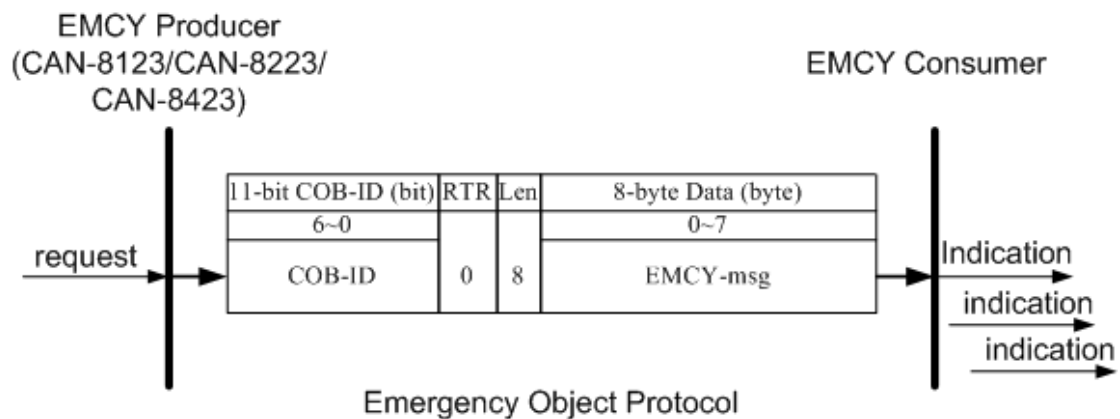 EMCY Producer
(CAN-8123/CAN-8223/
CAN-8423)
EMCY Consumer
11-bit COB-ID (bit) RTR Len 8-byte Data (byte)
6~0 0~7
request
COB-ID 0 8 EMCY-msg
Indication
indication
indication
Emergency Object Protocol